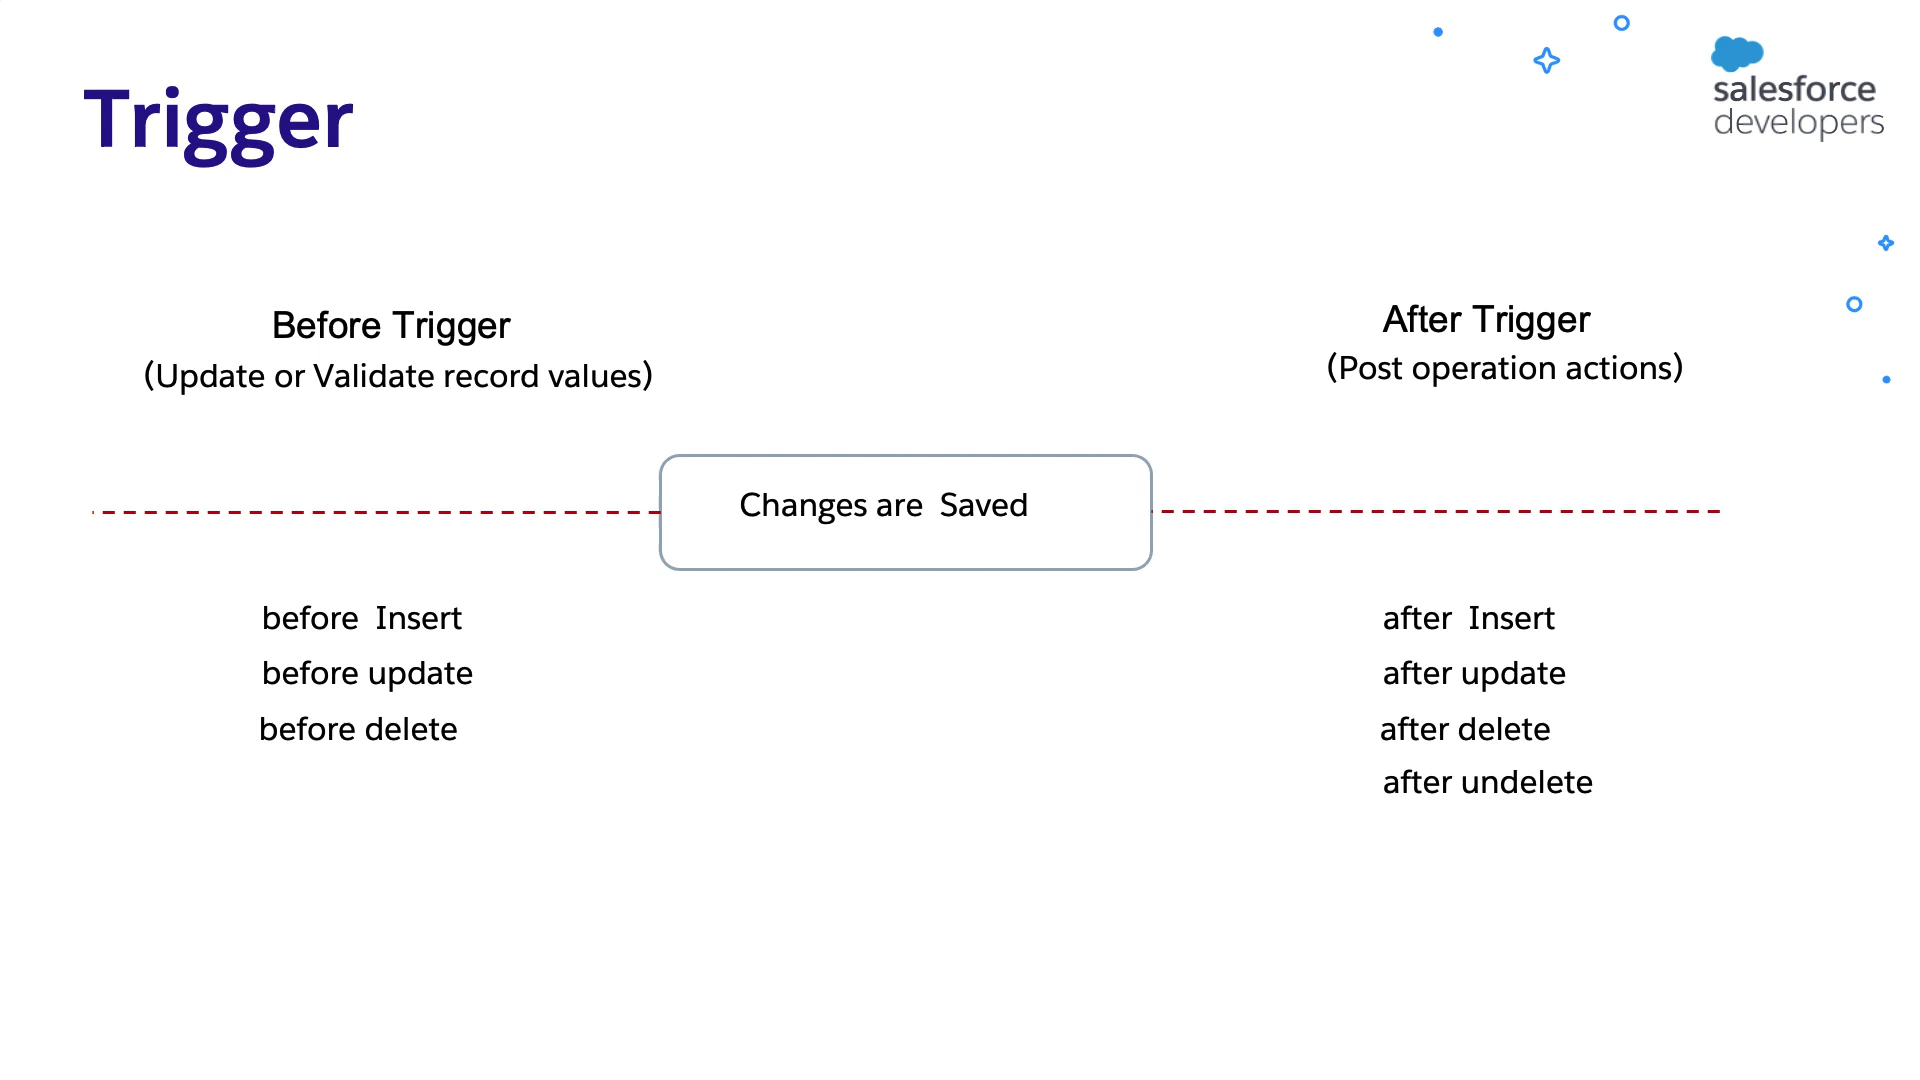 Trigger
salesforce
developers
Before Trigger
(Update or Validate record values)
After Trigger
(Post operation actions)
Changes are  Saved
before  Insert
before update
before delete
after  Insert
after update
after delete
after undelete